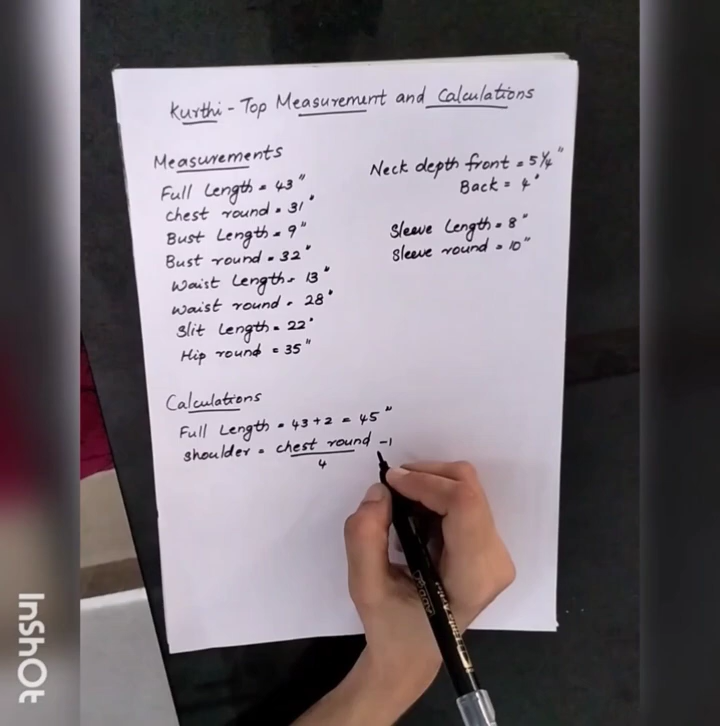 Kurthi - Top Measurement and Calculations
Measurements
Full Length = 43"
chest round = 31"
Bust Length = 9"
Bust round = 32"
Waist Length = 13"
Waist round = 28"
Slit Length = 22"
Hip round = 35"
Neck depth front = 5 1/4"
Back = 4"
Sleeve Length = 8"
Sleeve round = 10"
Calculations
Full Length = 43+2 = 45"
Shoulder = chest round/4 -1
InShOt